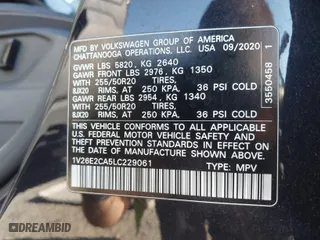 MFD. BY VOLKSWAGEN GROUP OF AMERICA
CHATTANOOGA OPERATIONS, LLC. USA 09/2020
GVWR LBS 5820, KG 2640
GAWR FRONT LBS 2976, KG 1350
WITH 255/50R20 TIRES,
8JX20 RIMS, AT 250 KPA. 36 PSI COLD
GAWR REAR LBS 2954, KG 1340
WITH 255/50R20 TIRES,
8JX20 RIMS, AT 250 KPA. 36 PSI COLD
THIS VEHICLE CONFORMS TO ALL APPLICABLE
U.S. FEDERAL MOTOR VEHICLE SAFETY
STANDARDS IN EFFECT ON THE DATE OF
MANUFACTURE SHOWN ABOVE.
1V26E2CA5LC229061 TYPE: MPV
3550458 1
DREAMBID